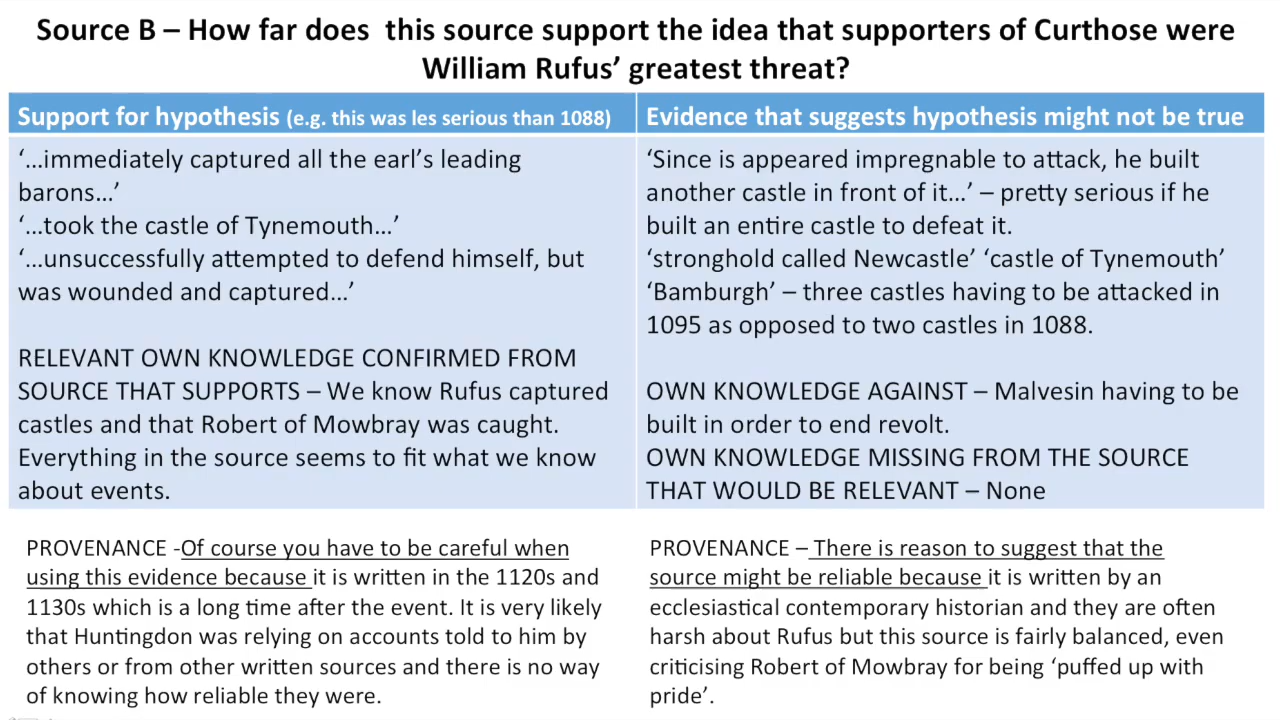 Source B – How far does  this source support the idea that supporters of Curthose were
William Rufus’ greatest threat?
Support for hypothesis (e.g. this was les serious than 1088)
‘…immediately captured all the earl’s leading
barons…’
‘…took the castle of Tynemouth…’
‘…unsuccessfully attempted to defend himself, but
was wounded and captured…’
RELEVANT OWN KNOWLEDGE CONFIRMED FROM
SOURCE THAT SUPPORTS – We know Rufus captured
castles and that Robert of Mowbray was caught.
Everything in the source seems to fit what we know
about events.
Evidence that suggests hypothesis might not be true
‘Since is appeared impregnable to attack, he built
another castle in front of it…’ – pretty serious if he
built an entire castle to defeat it.
‘stronghold called Newcastle’ ‘castle of Tynemouth’
‘Bamburgh’ – three castles having to be attacked in
1095 as opposed to two castles in 1088.
OWN KNOWLEDGE AGAINST – Malvesin having to be
built in order to end revolt.
OWN KNOWLEDGE MISSING FROM THE SOURCE
THAT WOULD BE RELEVANT – None
PROVENANCE -Of course you have to be careful when
using this evidence because it is written in the 1120s and
1130s which is a long time after the event. It is very likely
that Huntingdon was relying on accounts told to him by
others or from other written sources and there is no way
of knowing how reliable they were.
PROVENANCE – There is reason to suggest that the
source might be reliable because it is written by an
ecclesiastical contemporary historian and they are often
harsh about Rufus but this source is fairly balanced, even
criticising Robert of Mowbray for being ‘puffed up with
pride’.